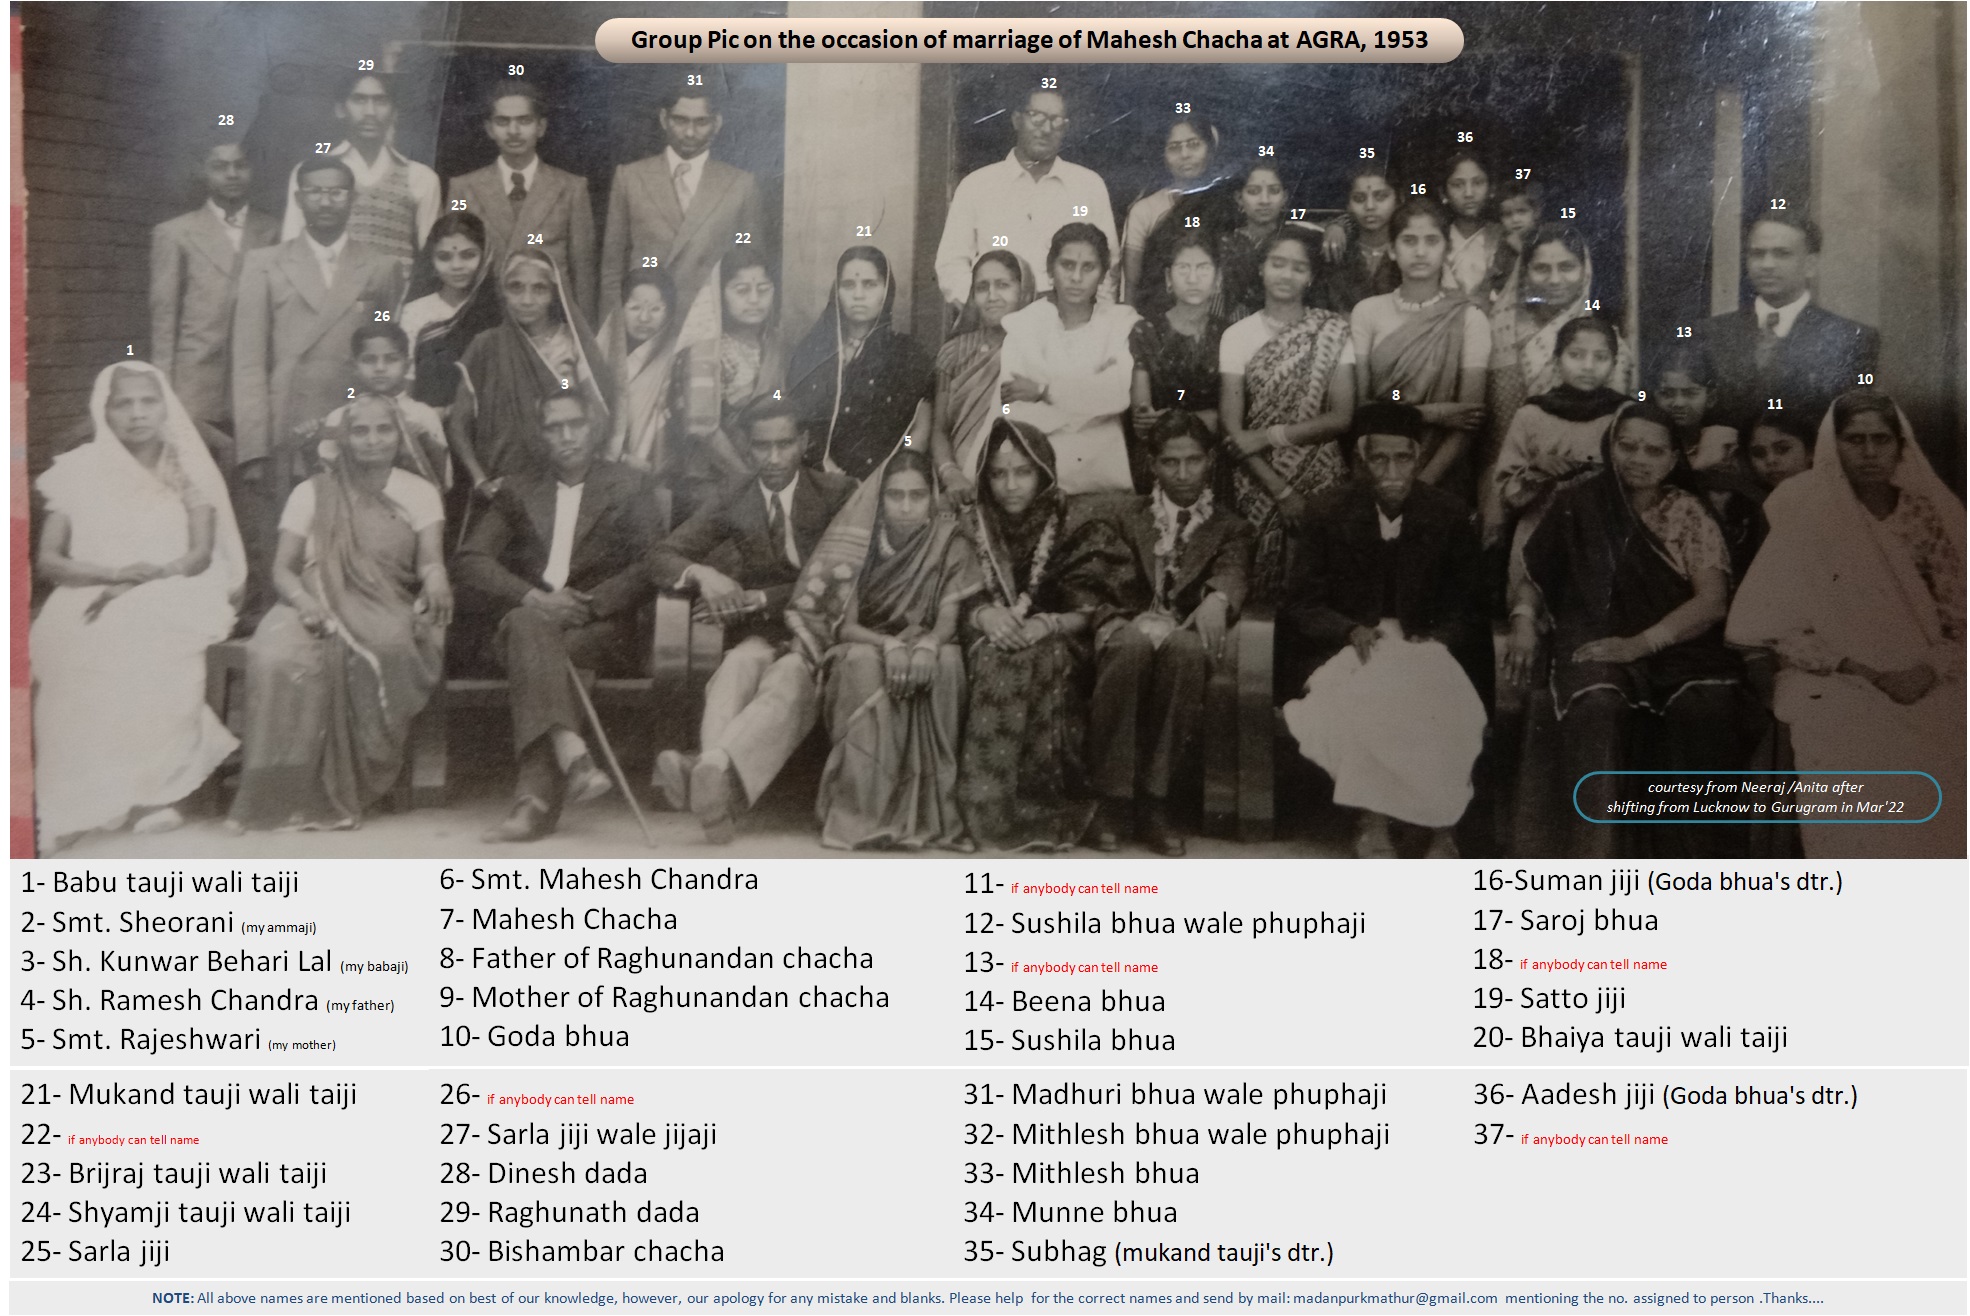 Group Pic on the occasion of marriage of Mahesh Chacha at AGRA, 1953
29
30
31
32
33
28
27
36
34
35
37
16
25
19
17
15
12
18
24
22
21
20
23
26
14
13
1
3
10
2
4
7
8
9
11
6
5
courtesy from Neeraj /Anita after
shifting from Lucknow to Gurugram in Mar'22
1- Babu tauji wali taiji
2- Smt. Sheorani (my ammaji)
3- Sh. Kunwar Behari Lal (my babaji)
4- Sh. Ramesh Chandra (my father)
5- Smt. Rajeshwari (my mother)
6- Smt. Mahesh Chandra
7- Mahesh Chacha
8- Father of Raghunandan chacha
9- Mother of Raghunandan chacha
10- Goda bhua
11- if anybody can tell name
12- Sushila bhua wale phuphaji
13- if anybody can tell name
14- Beena bhua
15- Sushila bhua
16-Suman jiji (Goda bhua's dtr.)
17- Saroj bhua
18- if anybody can tell name
19- Satto jiji
20- Bhaiya tauji wali taiji
21- Mukand tauji wali taiji
22- if anybody can tell name
23- Brijraj tauji wali taiji
24- Shyamji tauji wali taiji
25- Sarla jiji
26- if anybody can tell name
27- Sarla jiji wale jijaji
28- Dinesh dada
29- Raghunath dada
30- Bishambar chacha
31- Madhuri bhua wale phuphaji
32- Mithlesh bhua wale phuphaji
33- Mithlesh bhua
34- Munne bhua
35- Subhag (mukand tauji's dtr.)
36- Aadesh jiji (Goda bhua's dtr.)
37- if anybody can tell name
NOTE: All above names are mentioned based on best of our knowledge, however, our apology for any mistake and blanks. Please help for the correct names and send by mail: madanpurkmathur@gmail.com mentioning the no. assigned to person .Thanks....